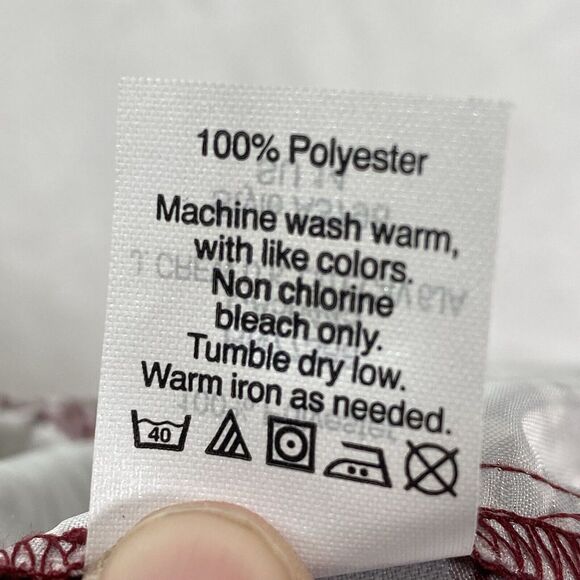 100% Polyester
Machine wash warm,
with like colors.
Non chlorine
bleach only.
Tumble dry low.
Warm iron as needed.
40